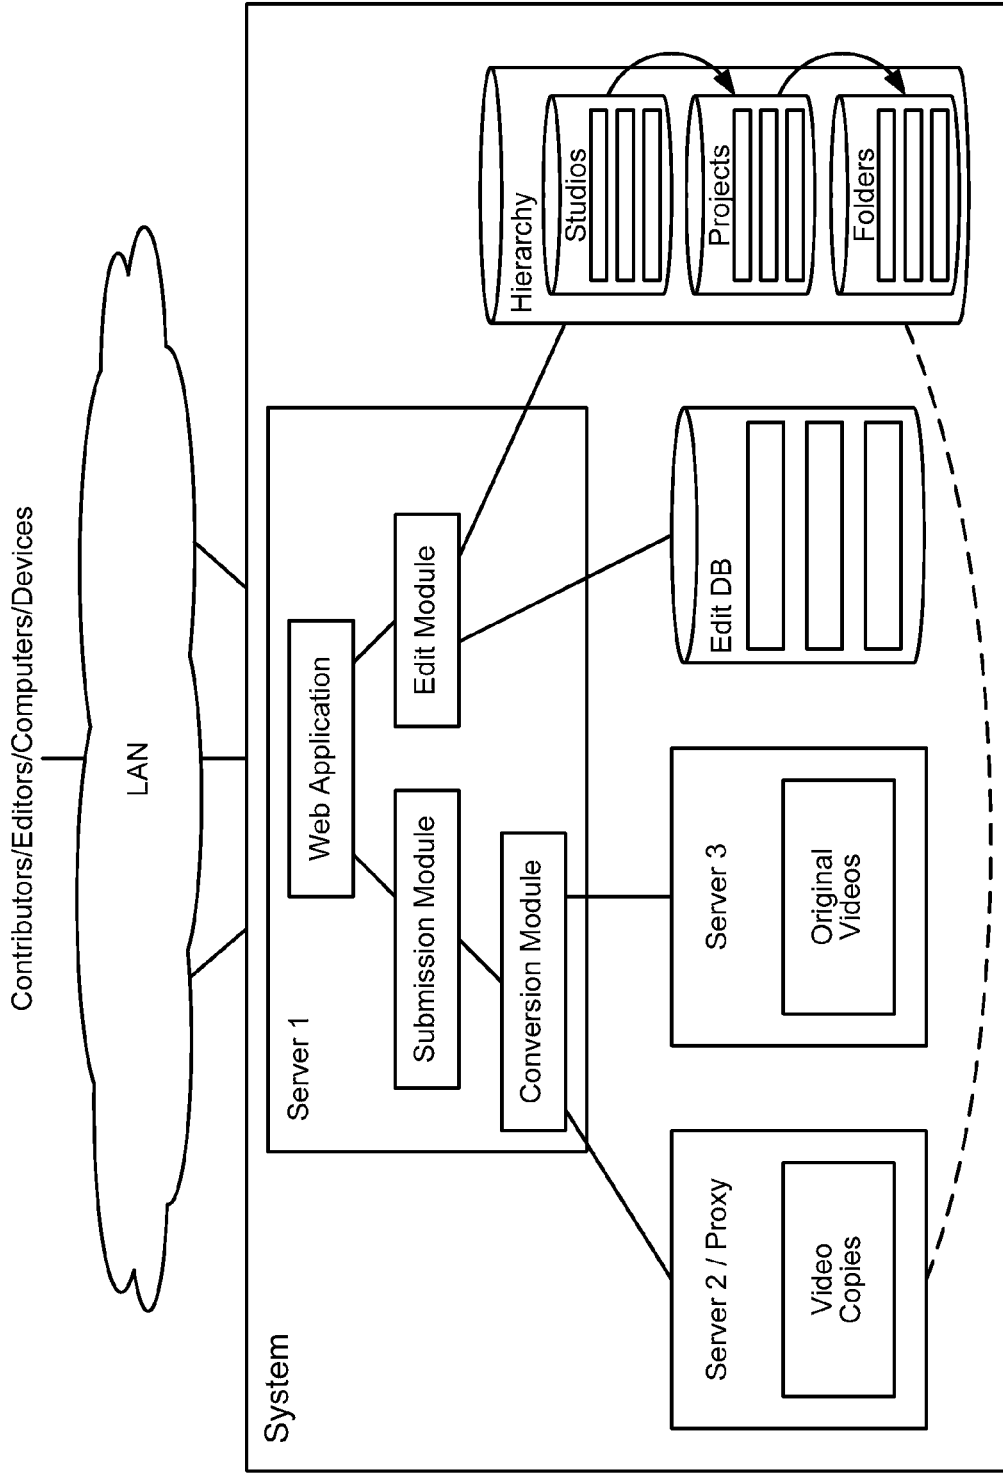 Contributors/Editors/Computers/Devices
LAN
System
Server 1
Web Application
Submission Module
Edit Module
Conversion Module
Hierarchy
Studios
Projects
Folders
Server 2 / Proxy
Video
Copies
Server 3
Original
Videos
Edit DB